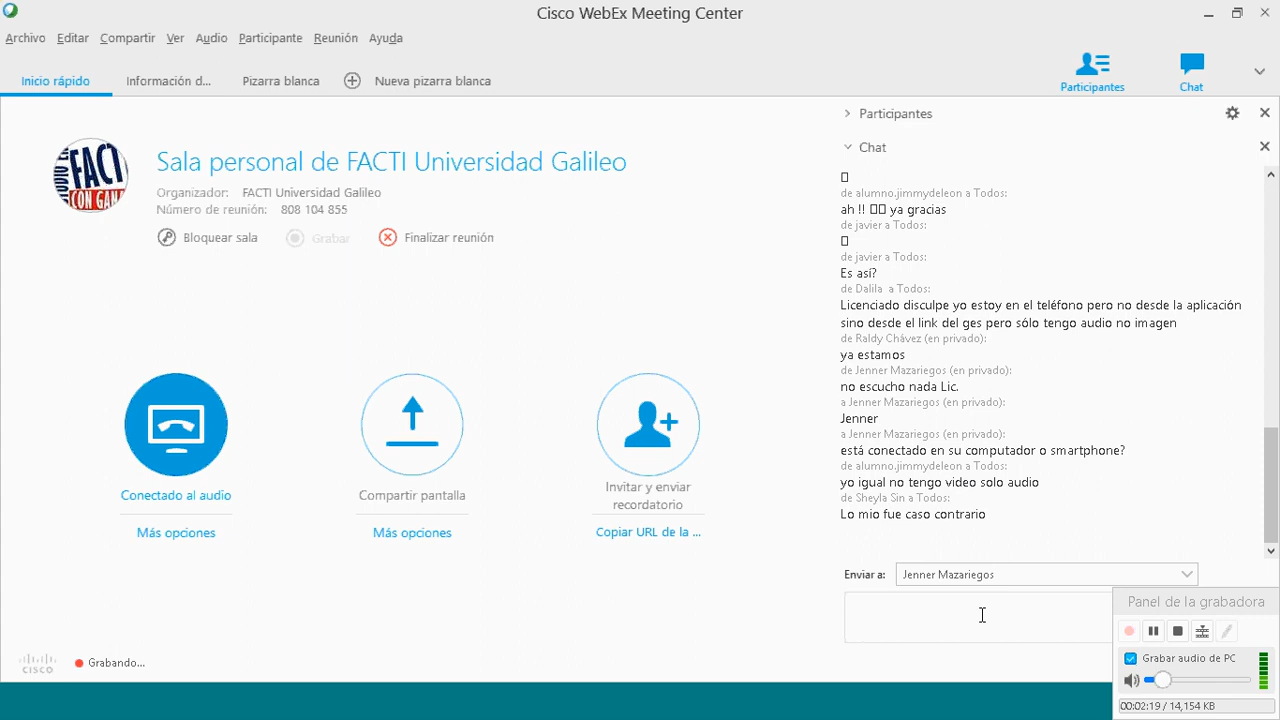 Cisco WebEx Meeting Center
Archivo Editar Compartir Ver Audio Participante Reunión Ayuda
Inicio rápido Información d... Pizarra blanca Nueva pizarra blanca
Participantes Chat
Participantes
Chat
FACTI
CON GANA
Sala personal de FACTI Universidad Galileo
Organizador: FACTI Universidad Galileo
Número de reunión: 808 104 855
Bloquear sala Grabar Finalizar reunión
Conectado al audio
Más opciones
Compartir pantalla
Más opciones
Invitar y enviar
recordatorio
Copiar URL de la ...
de alumno.jimmydeleon a Todos:
ah !! ya gracias
de javier a Todos:
de javier a Todos:
Es así?
de Dalila a Todos:
Licenciado disculpe yo estoy en el teléfono pero no desde la aplicación
sino desde el link del ges pero sólo tengo audio no imagen
de Raldy Chávez (en privado):
ya estamos
de Jenner Mazariegos (en privado):
no escucho nada Lic.
a Jenner Mazariegos (en privado):
Jenner
a Jenner Mazariegos (en privado):
está conectado en su computador o smartphone?
de alumno.jimmydeleon a Todos:
yo igual no tengo video solo audio
de Sheyla Sin a Todos:
Lo mio fue caso contrario
Enviar a: Jenner Mazariegos
Panel de la grabadora
Grabar audio de PC
00:02:19 / 14,154 KB
CISCO
Grabando...